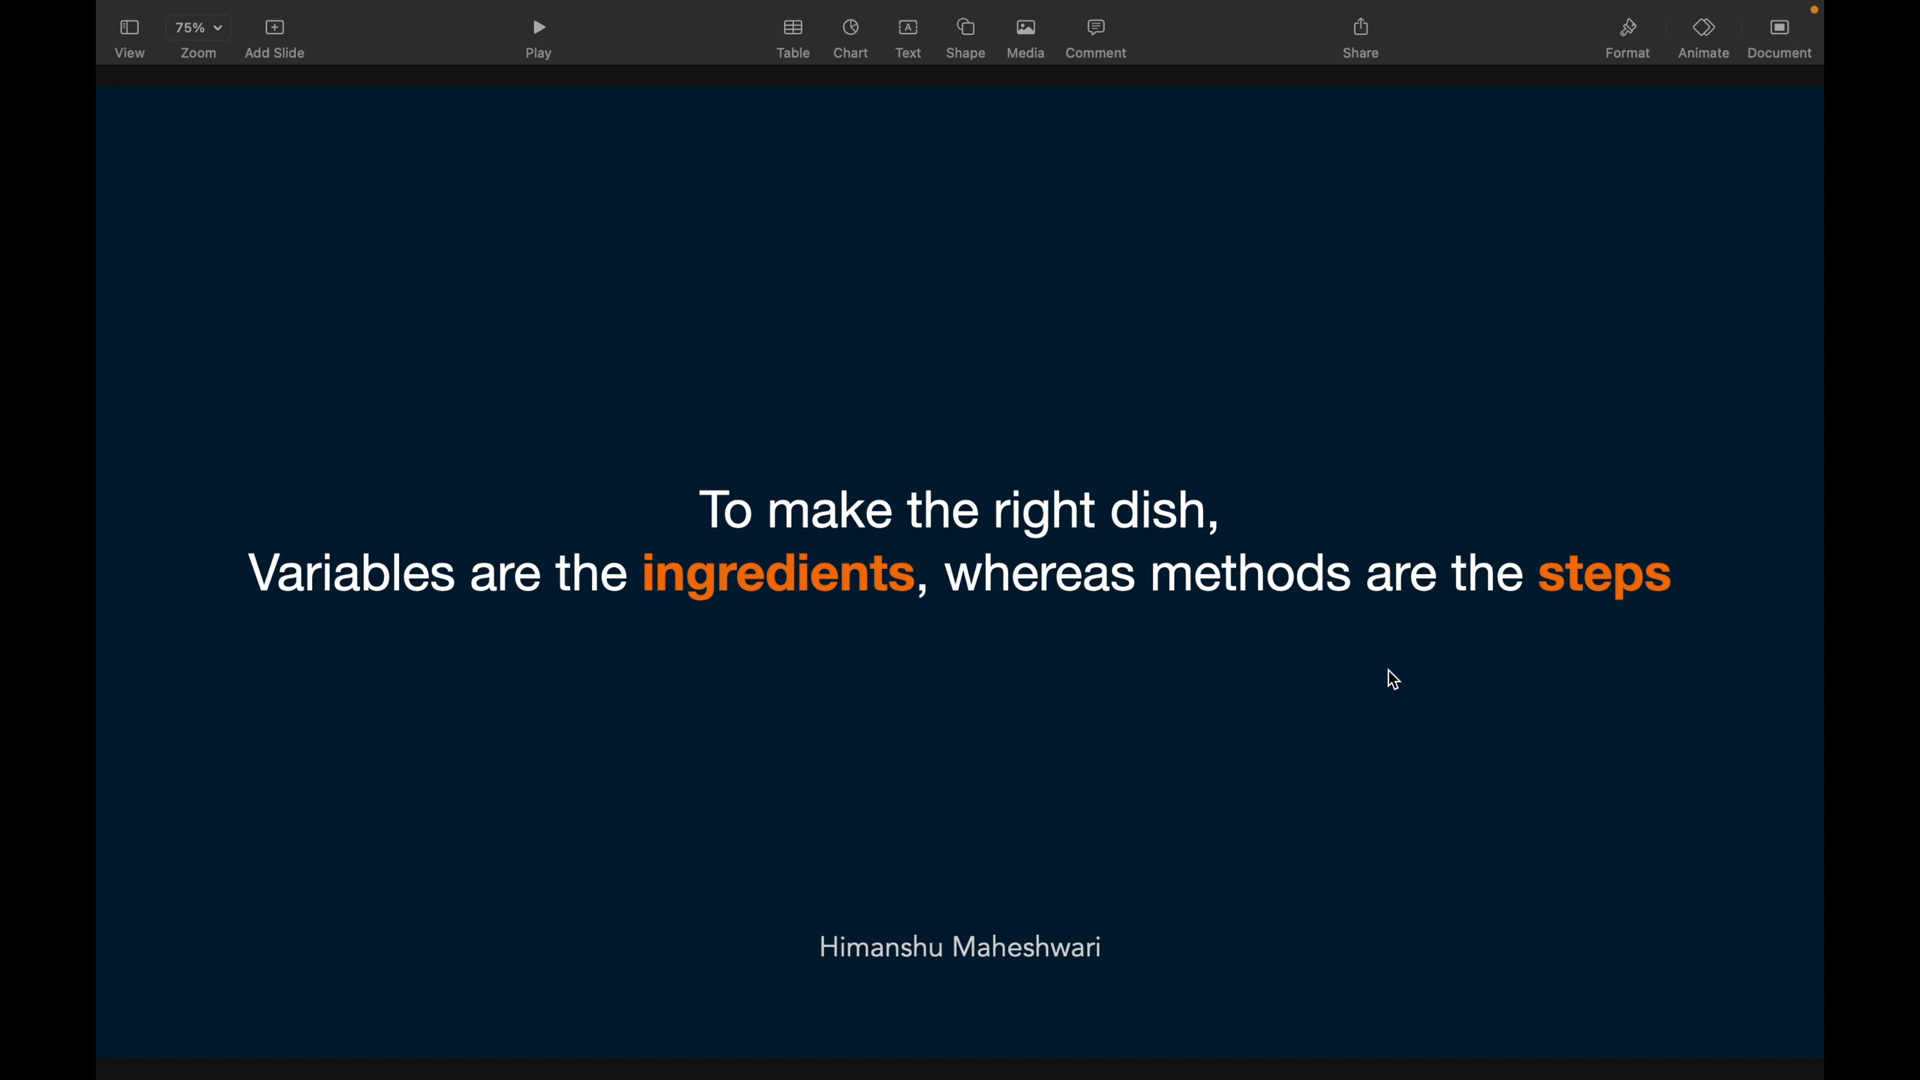 75%
View Zoom Add Slide Play Table Chart Text Shape Media Comment Share Format Animate Document
To make the right dish,
Variables are the ingredients, whereas methods are the steps
Himanshu Maheshwari